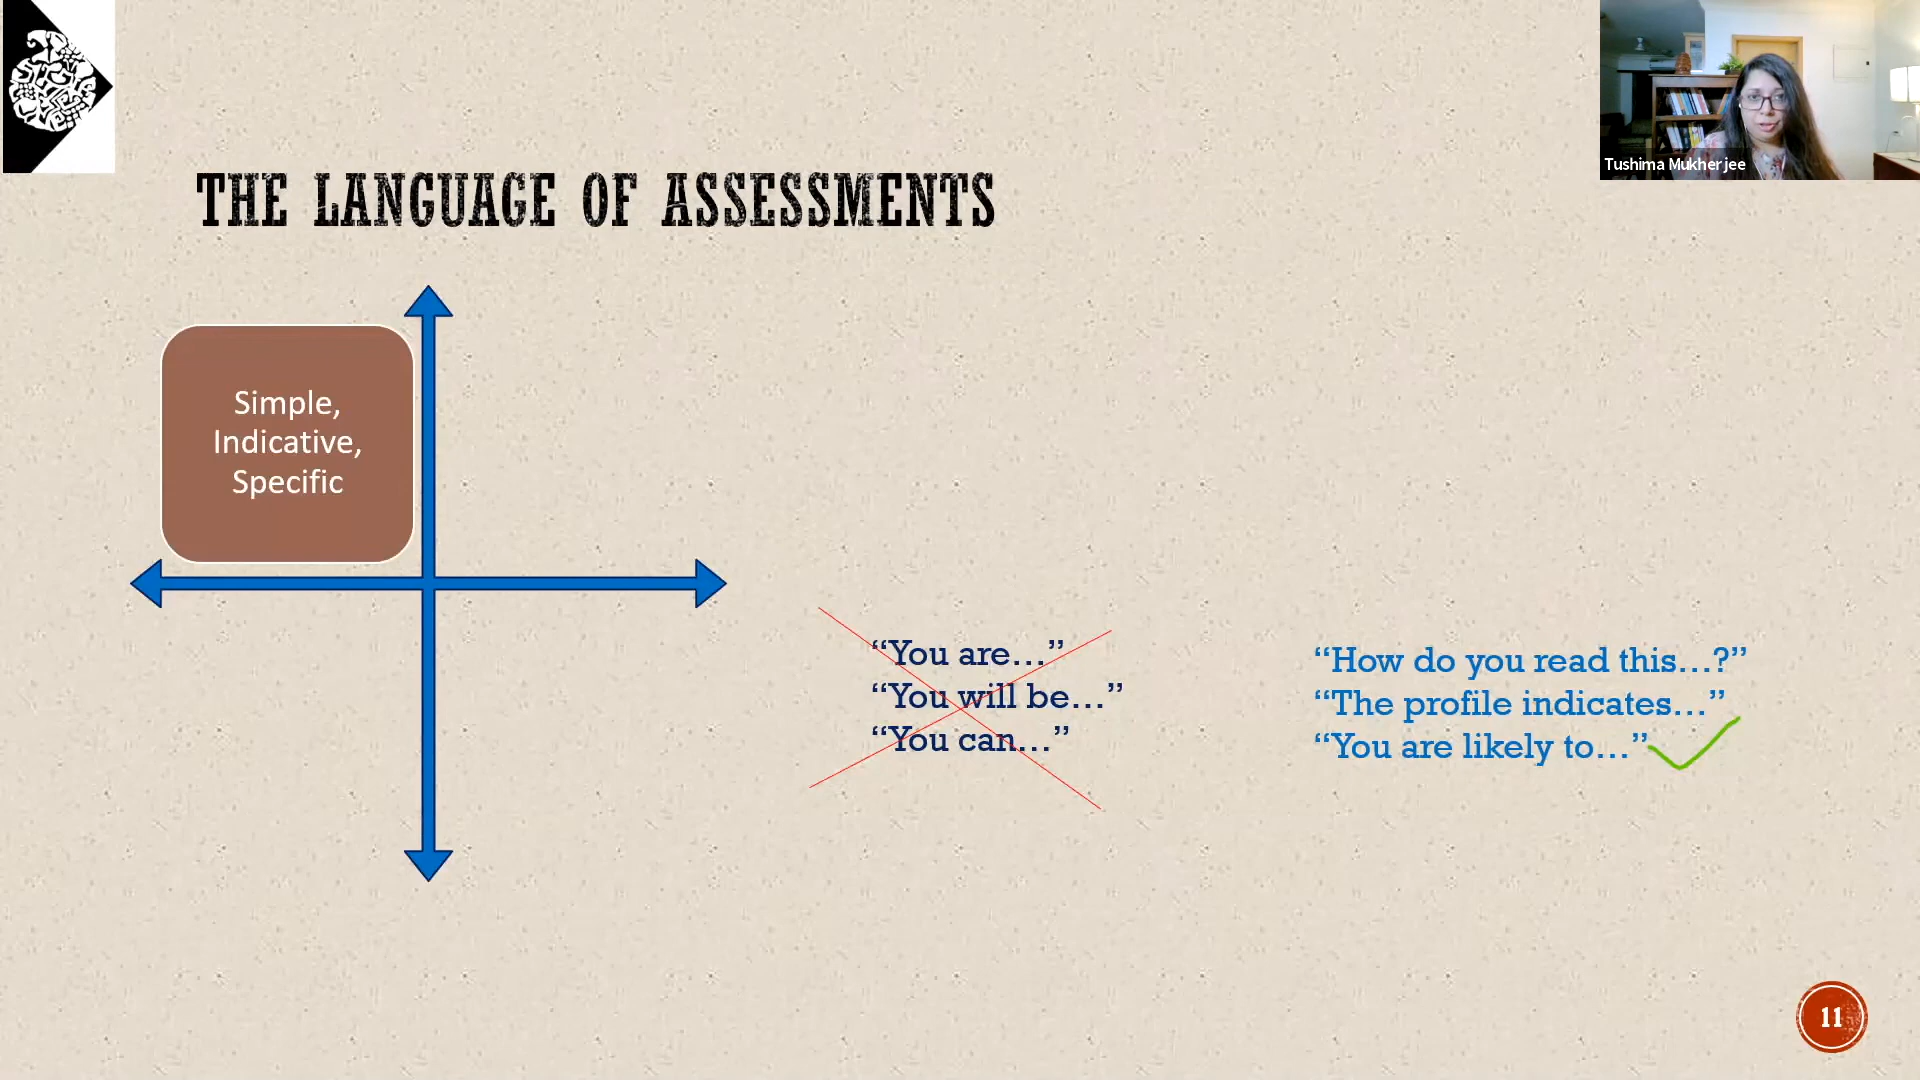 Tushima Mukherjee
THE LANGUAGE OF ASSESSMENTS
Simple,
Indicative,
Specific
“You are…”
“You will be…”
“You can…”
“How do you read this…?”
“The profile indicates…”
“You are likely to…”
11